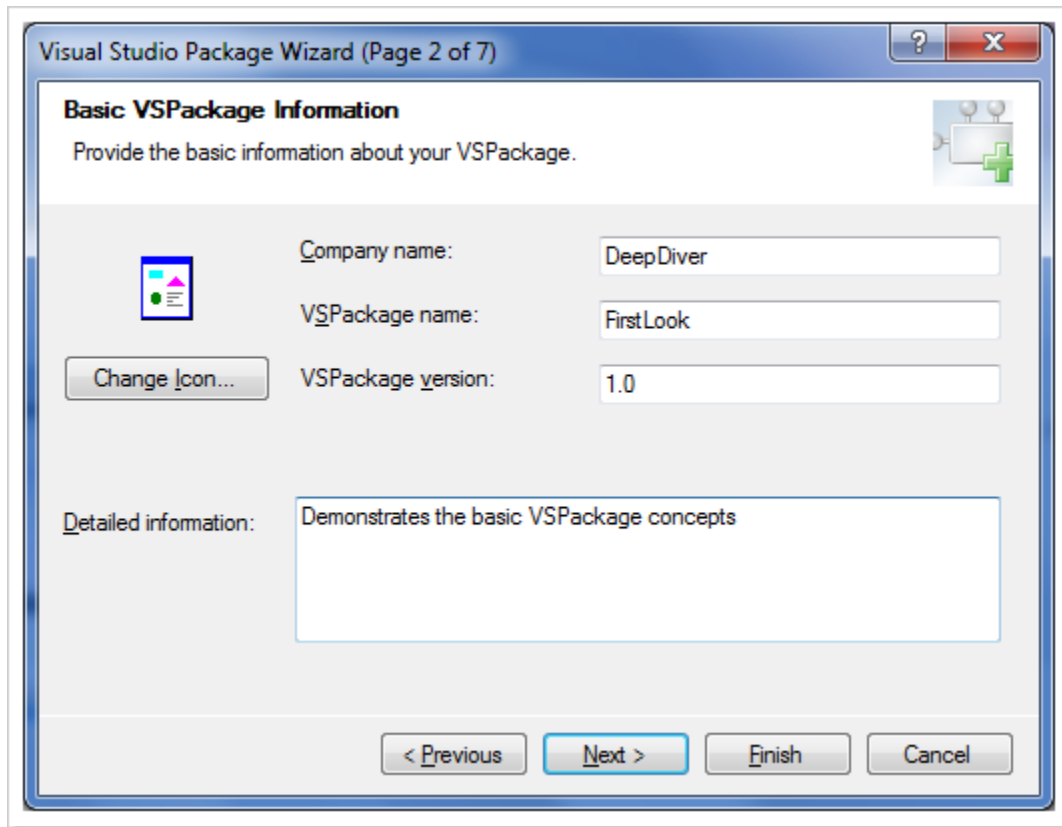 Visual Studio Package Wizard (Page 2 of 7)
Basic VSPackage Information
Provide the basic information about your VSPackage.
Company name:
DeepDiver
VSPackage name:
FirstLook
Change Icon...
VSPackage version:
1.0
Detailed information:
Demonstrates the basic VSPackage concepts
< Previous
Next >
Finish
Cancel